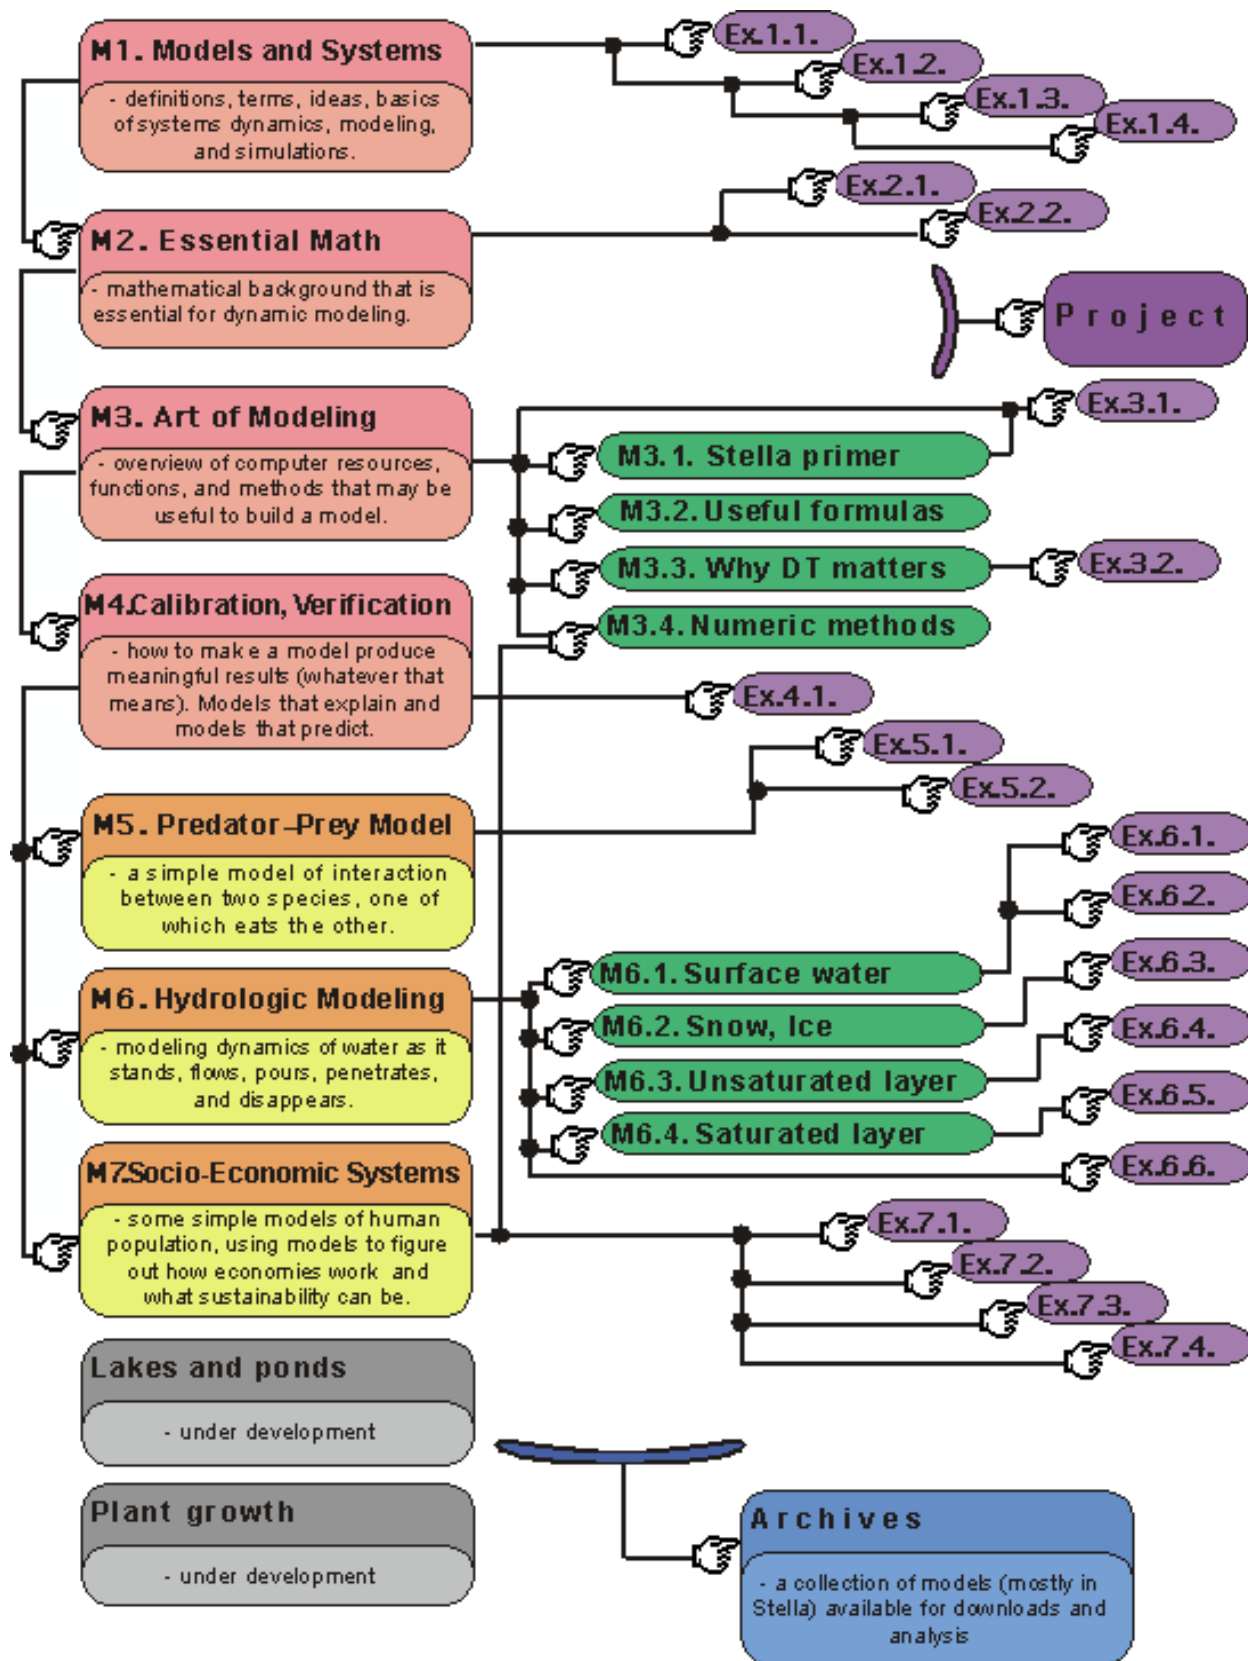 M1. Models and Systems
- definitions, terms, ideas, basics
of systems dynamics, modeling,
and simulations.
Ex.1.1.
Ex.1.2.
Ex.1.3.
Ex.1.4.
M2. Essential Math
- mathematical background that is
essential for dynamic modeling.
Ex.2.1.
Ex.2.2.
Project
M3. Art of Modeling
- overview of computer resources,
functions, and methods that may be
useful to build a model.
Ex.3.1.
M3.1. Stella primer
M3.2. Useful formulas
M3.3. Why DT matters
Ex.3.2.
M3.4. Numeric methods
M4.Calibration, Verification
- how to make a model produce
meaningful results (whatever that
means). Models that explain and
models that predict.
Ex.4.1.
M5. Predator-Prey Model
- a simple model of interaction
between two species, one of
which eats the other.
Ex.5.1.
Ex.5.2.
M6. Hydrologic Modeling
- modeling dynamics of water as it
stands, flows, pours, penetrates,
and disappears.
M6.1. Surface water
M6.2. Snow, Ice
M6.3. Unsaturated layer
M6.4. Saturated layer
Ex.6.1.
Ex.6.2.
Ex.6.3.
Ex.6.4.
Ex.6.5.
Ex.6.6.
M7.Socio-Economic Systems
- some simple models of human
population, using models to figure
out how economies work and
what sustainability can be.
Ex.7.1.
Ex.7.2.
Ex.7.3.
Ex.7.4.
Lakes and ponds
- under development
Plant growth
- under development
Archives
- a collection of models (mostly in
Stella) available for downloads and
analysis